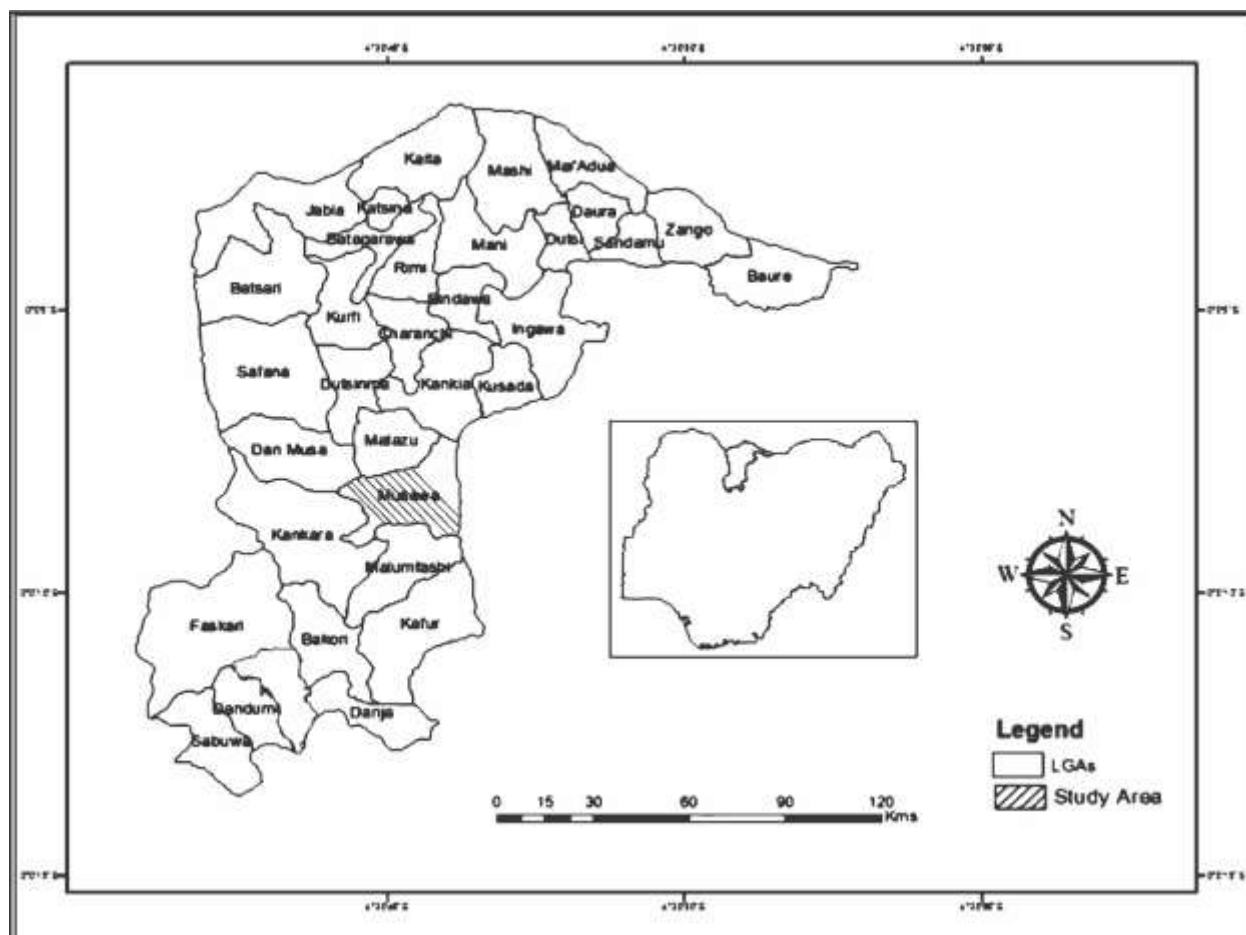 Kaita
Mashi
Mai'Adua
Jabia
Katsina
Daura
Zango
Batagarawa
Mani
Dutsi
Sandamu
Rimi
Baure
Batsari
Bindawa
Kurfi
Charanchi
Ingawa
Safana
Dutsinma
Kankia
Kusada
Matazu
Dan Musa
Musawa
Kankara
Malumfashi
Faskari
Bakori
Kafur
Dandume
Danja
Sabuwa
N
W E
S
Legend
LGAs
Study Area
0 15 30 60 90 120
Kms